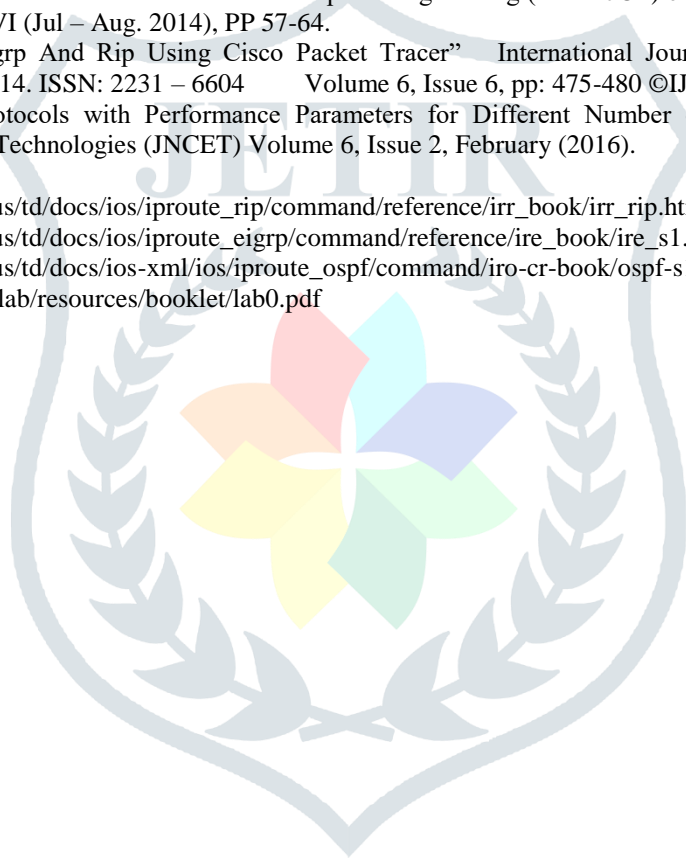 VI (Jul – Aug. 2014), PP 57-64.
grp And Rip Using Cisco Packet Tracer” International Jour
14. ISSN: 2231 – 6604 Volume 6, Issue 6, pp: 475-480 ©IJ
otocols with Performance Parameters for Different Number
Technologies (JNCET) Volume 6, Issue 2, February (2016).
JETIR
us/td/docs/ios/iproute_rip/command/reference/irr_book/irr_rip.ht
us/td/docs/ios/iproute_eigrp/command/reference/ire_book/ire_s1.
us/td/docs/ios-xml/ios/iproute_ospf/command/iro-cr-book/ospf-s
lab/resources/booklet/lab0.pdf